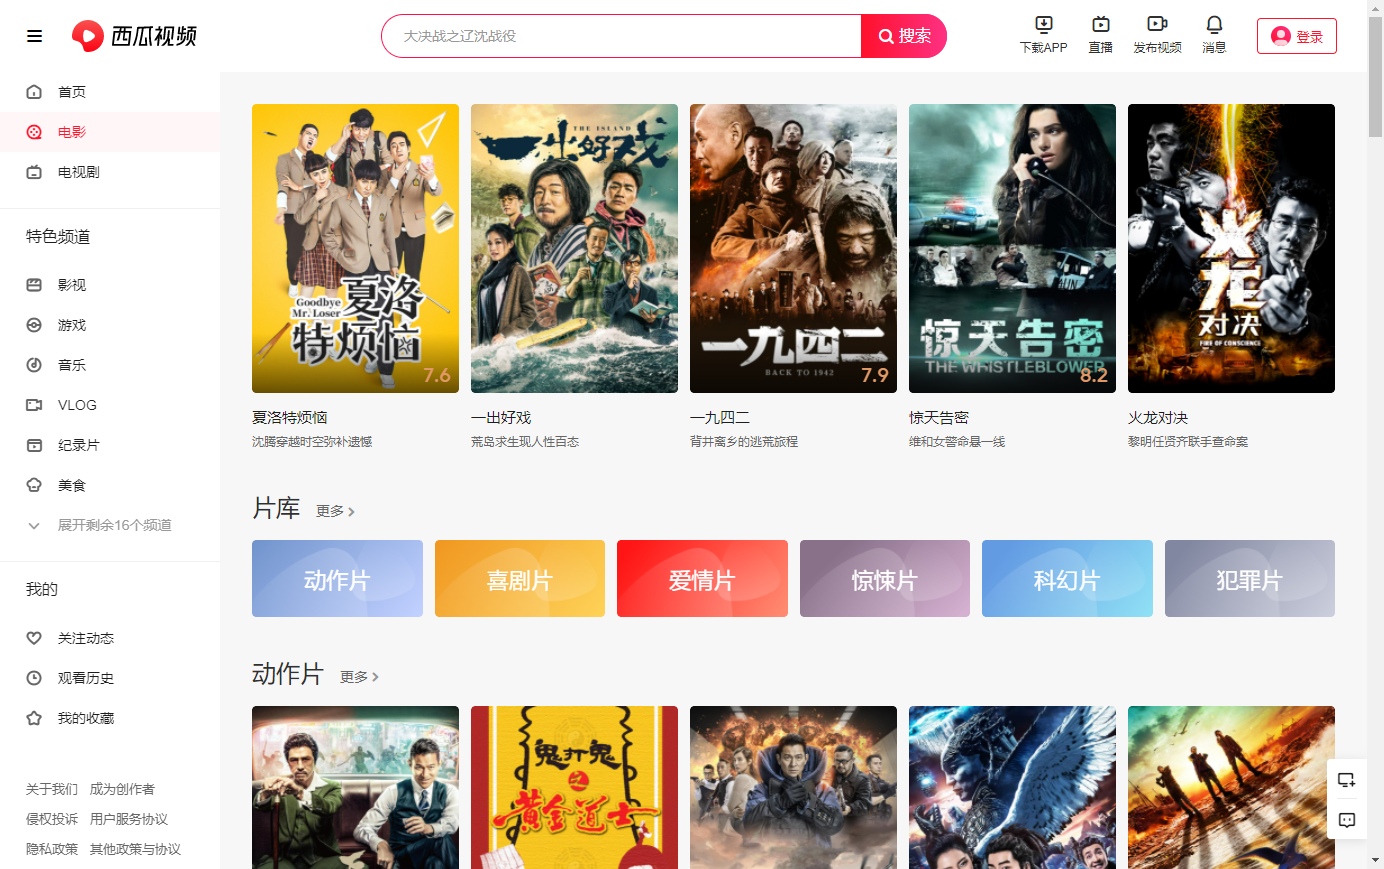 西瓜视频
大决战之辽沈战役
搜索
下载APP
直播
发布视频
消息
登录
首页
电影
电视剧
特色频道
影视
游戏
音乐
VLOG
纪录片
美食
展开剩余16个频道
我的
关注动态
观看历史
我的收藏
关于我们 成为创作者
侵权投诉 用户服务协议
隐私政策 其他政策与协议
Goodbye
Mr. Loser
夏洛
特烦恼
7.6
THE ISLAND
一出好戏
一九四二
BACK TO 1942
7.9
惊天告密
THE WHISTLEBLOWER
8.2
火龙
对决
FIRE OF CONSCIENCE
夏洛特烦恼
沈腾穿越时空弥补遗憾
一出好戏
荒岛求生现人性百态
一九四二
背井离乡的逃荒旅程
惊天告密
维和女警命悬一线
火龙对决
黎明任贤齐联手查命案
片库 更多
动作片
喜剧片
爱情片
惊悚片
科幻片
犯罪片
动作片 更多
鬼打鬼
之
黄金道士